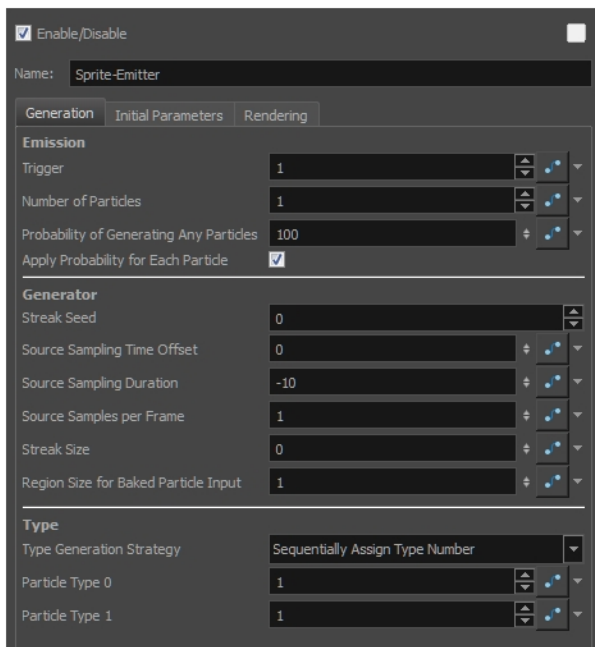 Enable/Disable
Name: Sprite-Emitter
Generation Initial Parameters Rendering
Emission
Trigger 1
Number of Particles 1
Probability of Generating Any Particles 100
Apply Probability for Each Particle
Generator
Streak Seed 0
Source Sampling Time Offset 0
Source Sampling Duration -10
Source Samples per Frame 1
Streak Size 0
Region Size for Baked Particle Input 1
Type
Type Generation Strategy Sequentially Assign Type Number
Particle Type 0 1
Particle Type 1 1